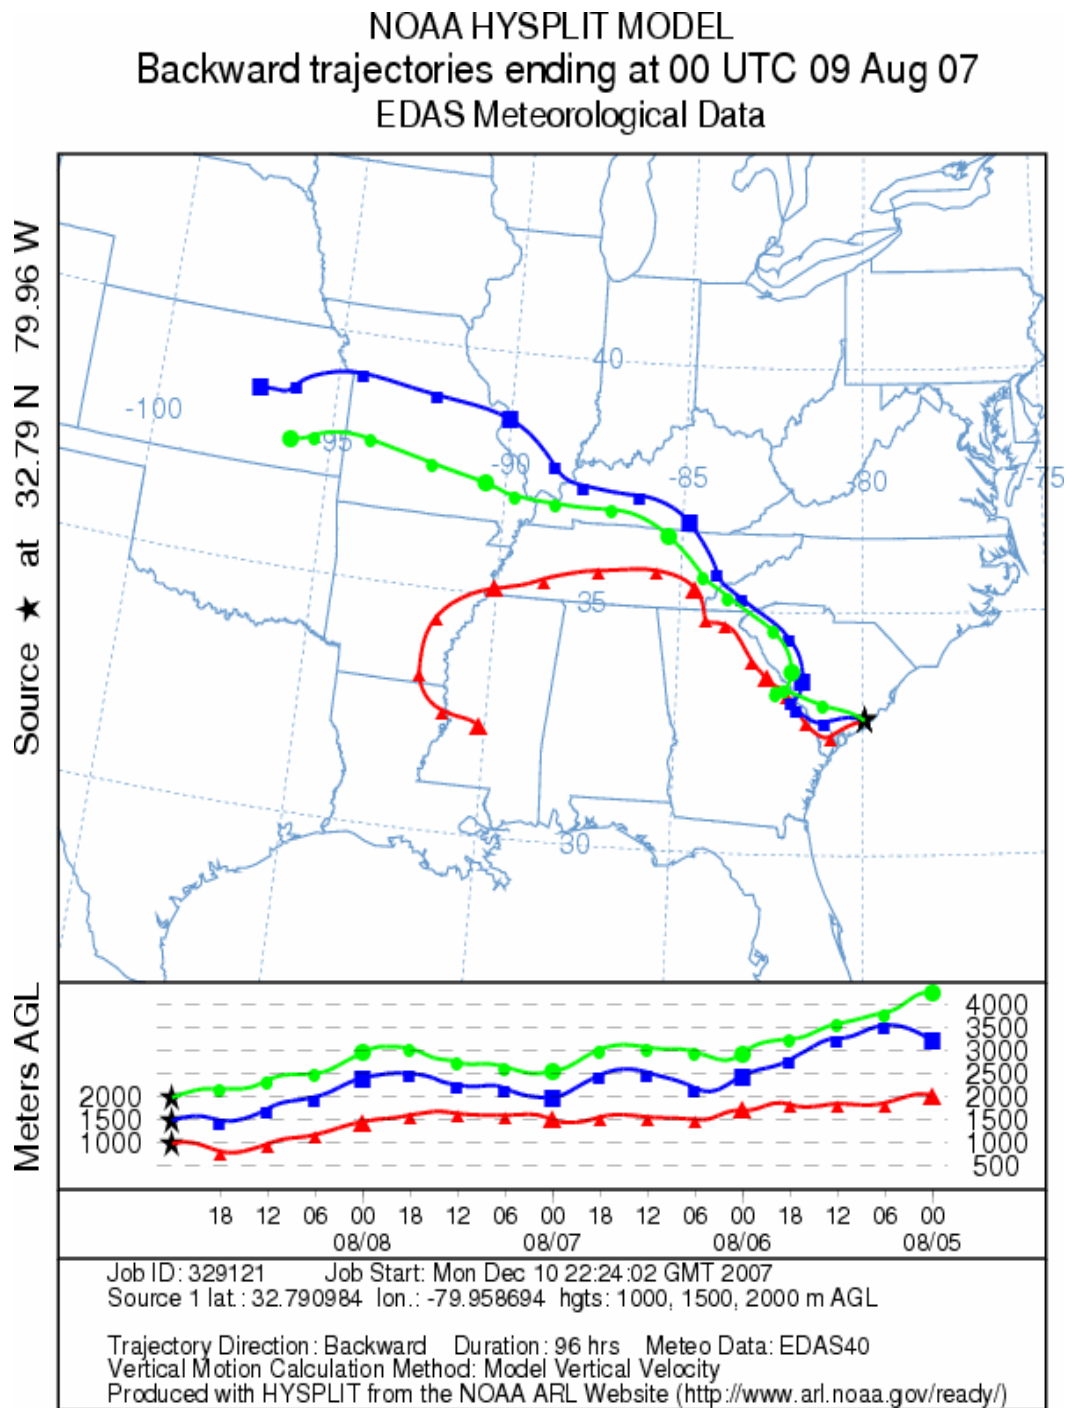 NOAA HYSPLIT MODEL
Backward trajectories ending at 00 UTC 09 Aug 07
EDAS Meteorological Data
Source ★ at 32.79 N 79.96 W
40
-100
95
-90
-85
-80
-75
35
30
Meters AGL
4000
3500
3000
2500
2000 2000
1500 1500
1000 1000
500
18 12 06 00 18 12 06 00 18 12 06 00 18 12 06 00
08/08 08/07 08/06 08/05
Job ID: 329121 Job Start: Mon Dec 10 22:24:02 GMT 2007
Source 1 lat.: 32.790984 lon.: -79.958694 hgts: 1000, 1500, 2000 m AGL
Trajectory Direction: Backward Duration: 96 hrs Meteo Data: EDAS40
Vertical Motion Calculation Method: Model Vertical Velocity
Produced with HYSPLIT from the NOAA ARL Website (http://www.arl.noaa.gov/ready/)